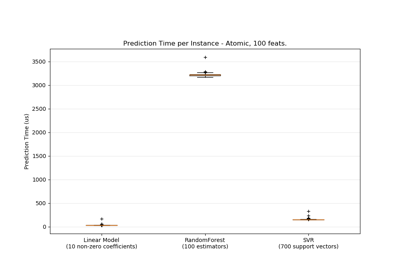 Prediction Time per Instance - Atomic, 100 feats.
3500
3000
2500
2000
1500
1000
500
0
Prediction Time (us)
Linear Model
(10 non-zero coefficients)
RandomForest
(100 estimators)
SVR
(700 support vectors)